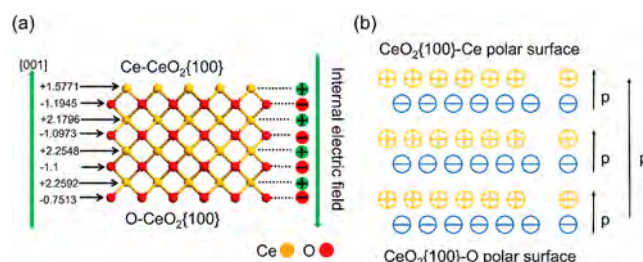 (a)
[001]
Ce-CeO2{100}
+1.5771
-1.1945
+2.1796
-1.0973
+2.2548
-1.1
+2.2592
-0.7513
O-CeO2{100}
Ce O
Internal electric field
(b)
CeO2{100}-Ce polar surface
p
p
p
p
CeO2{100}-O polar surface